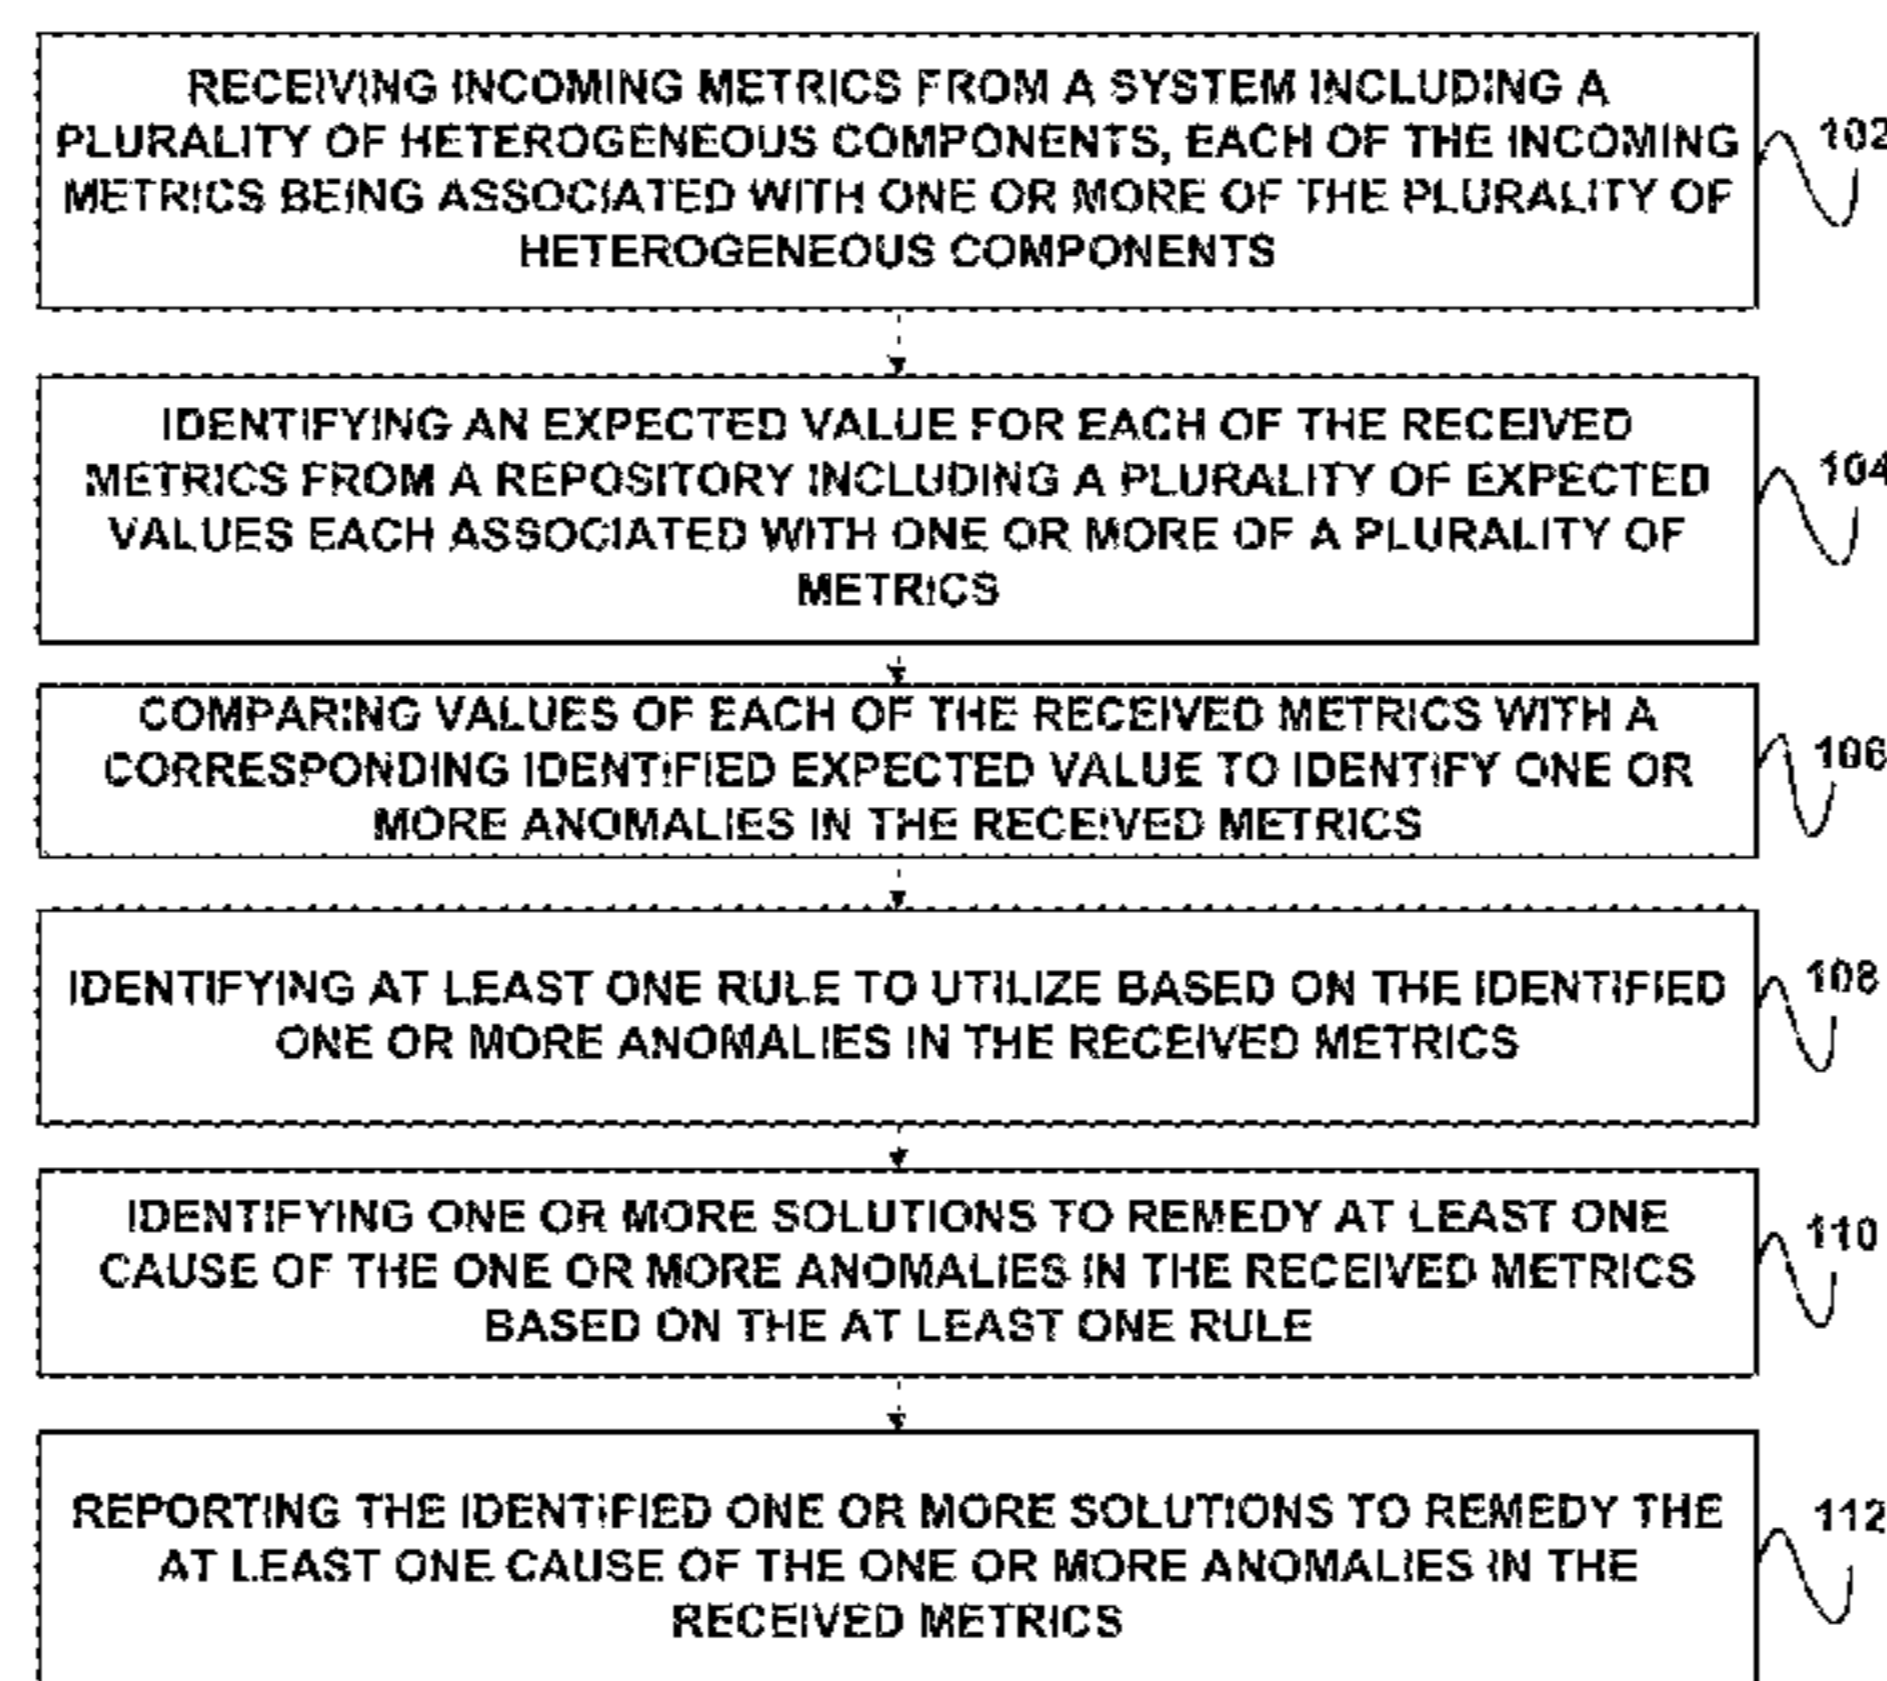 RECEIVING INCOMING METRICS FROM A SYSTEM INCLUDING A
PLURALITY OF HETEROGENEOUS COMPONENTS, EACH OF THE INCOMING
METRICS BEING ASSOCIATED WITH ONE OR MORE OF THE PLURALITY OF
HETEROGENEOUS COMPONENTS
102
IDENTIFYING AN EXPECTED VALUE FOR EACH OF THE RECEIVED
METRICS FROM A REPOSITORY INCLUDING A PLURALITY OF EXPECTED
VALUES EACH ASSOCIATED WITH ONE OR MORE OF A PLURALITY OF
METRICS
104
COMPARING VALUES OF EACH OF THE RECEIVED METRICS WITH A
CORRESPONDING IDENTIFIED EXPECTED VALUE TO IDENTIFY ONE OR
MORE ANOMALIES IN THE RECEIVED METRICS
106
IDENTIFYING AT LEAST ONE RULE TO UTILIZE BASED ON THE IDENTIFIED
ONE OR MORE ANOMALIES IN THE RECEIVED METRICS
108
IDENTIFYING ONE OR MORE SOLUTIONS TO REMEDY AT LEAST ONE
CAUSE OF THE ONE OR MORE ANOMALIES IN THE RECEIVED METRICS
BASED ON THE AT LEAST ONE RULE
110
REPORTING THE IDENTIFIED ONE OR MORE SOLUTIONS TO REMEDY THE
AT LEAST ONE CAUSE OF THE ONE OR MORE ANOMALIES IN THE
RECEIVED METRICS
112